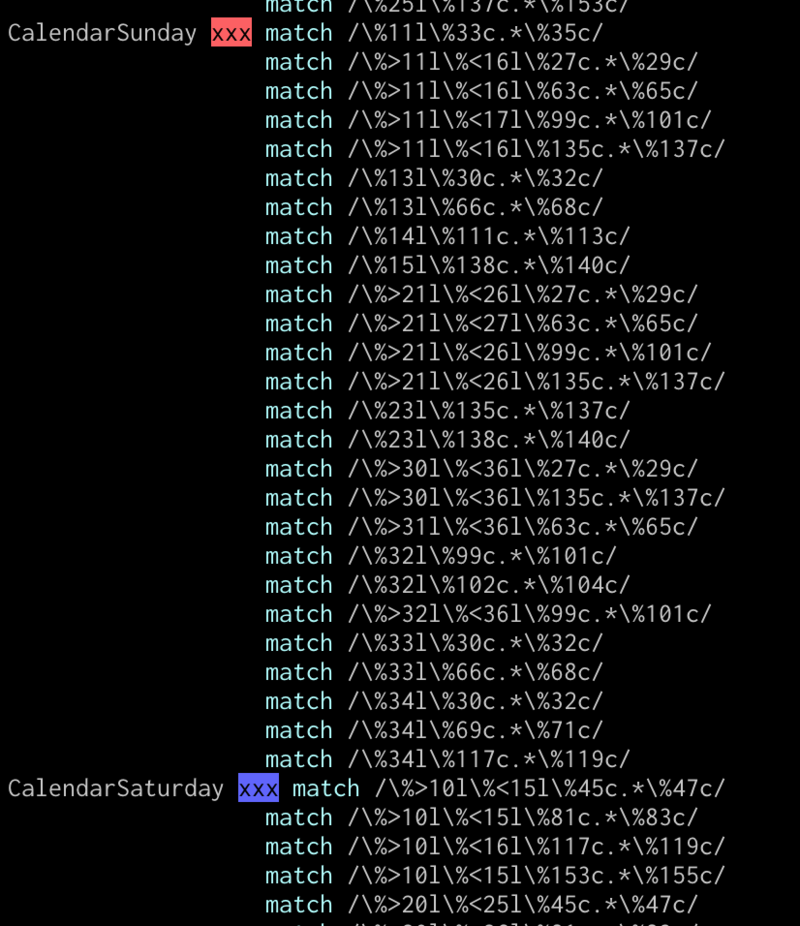 match /\%25l\%137c.*\%153c/
CalendarSunday xxx match /\%11l\%33c.*\%35c/
match /\%>11l\%<16l\%27c.*\%29c/
match /\%>11l\%<16l\%63c.*\%65c/
match /\%>11l\%<17l\%99c.*\%101c/
match /\%>11l\%<16l\%135c.*\%137c/
match /\%13l\%30c.*\%32c/
match /\%13l\%66c.*\%68c/
match /\%14l\%111c.*\%113c/
match /\%15l\%138c.*\%140c/
match /\%>21l\%<26l\%27c.*\%29c/
match /\%>21l\%<27l\%63c.*\%65c/
match /\%>21l\%<26l\%99c.*\%101c/
match /\%>21l\%<26l\%135c.*\%137c/
match /\%23l\%135c.*\%137c/
match /\%23l\%138c.*\%140c/
match /\%>30l\%<36l\%27c.*\%29c/
match /\%>30l\%<36l\%135c.*\%137c/
match /\%>31l\%<36l\%63c.*\%65c/
match /\%32l\%99c.*\%101c/
match /\%32l\%102c.*\%104c/
match /\%>32l\%<36l\%99c.*\%101c/
match /\%33l\%30c.*\%32c/
match /\%33l\%66c.*\%68c/
match /\%34l\%30c.*\%32c/
match /\%34l\%69c.*\%71c/
match /\%34l\%117c.*\%119c/
CalendarSaturday xxx match /\%>10l\%<15l\%45c.*\%47c/
match /\%>10l\%<15l\%81c.*\%83c/
match /\%>10l\%<16l\%117c.*\%119c/
match /\%>10l\%<15l\%153c.*\%155c/
match /\%>20l\%<25l\%45c.*\%47c/